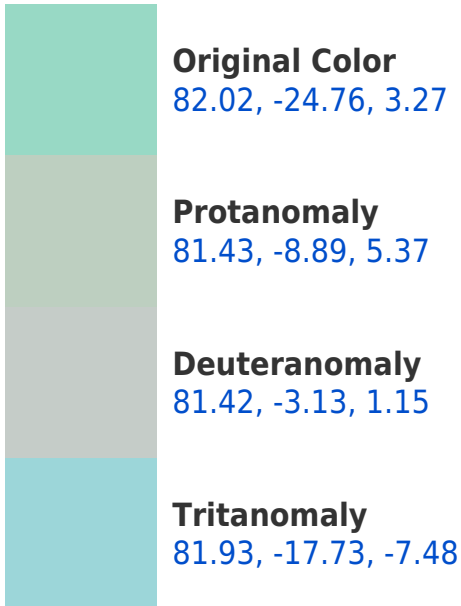 Original Color
82.02, -24.76, 3.27
Protanomaly
81.43, -8.89, 5.37
Deuteranomaly
81.42, -3.13, 1.15
Tritanomaly
81.93, -17.73, -7.48